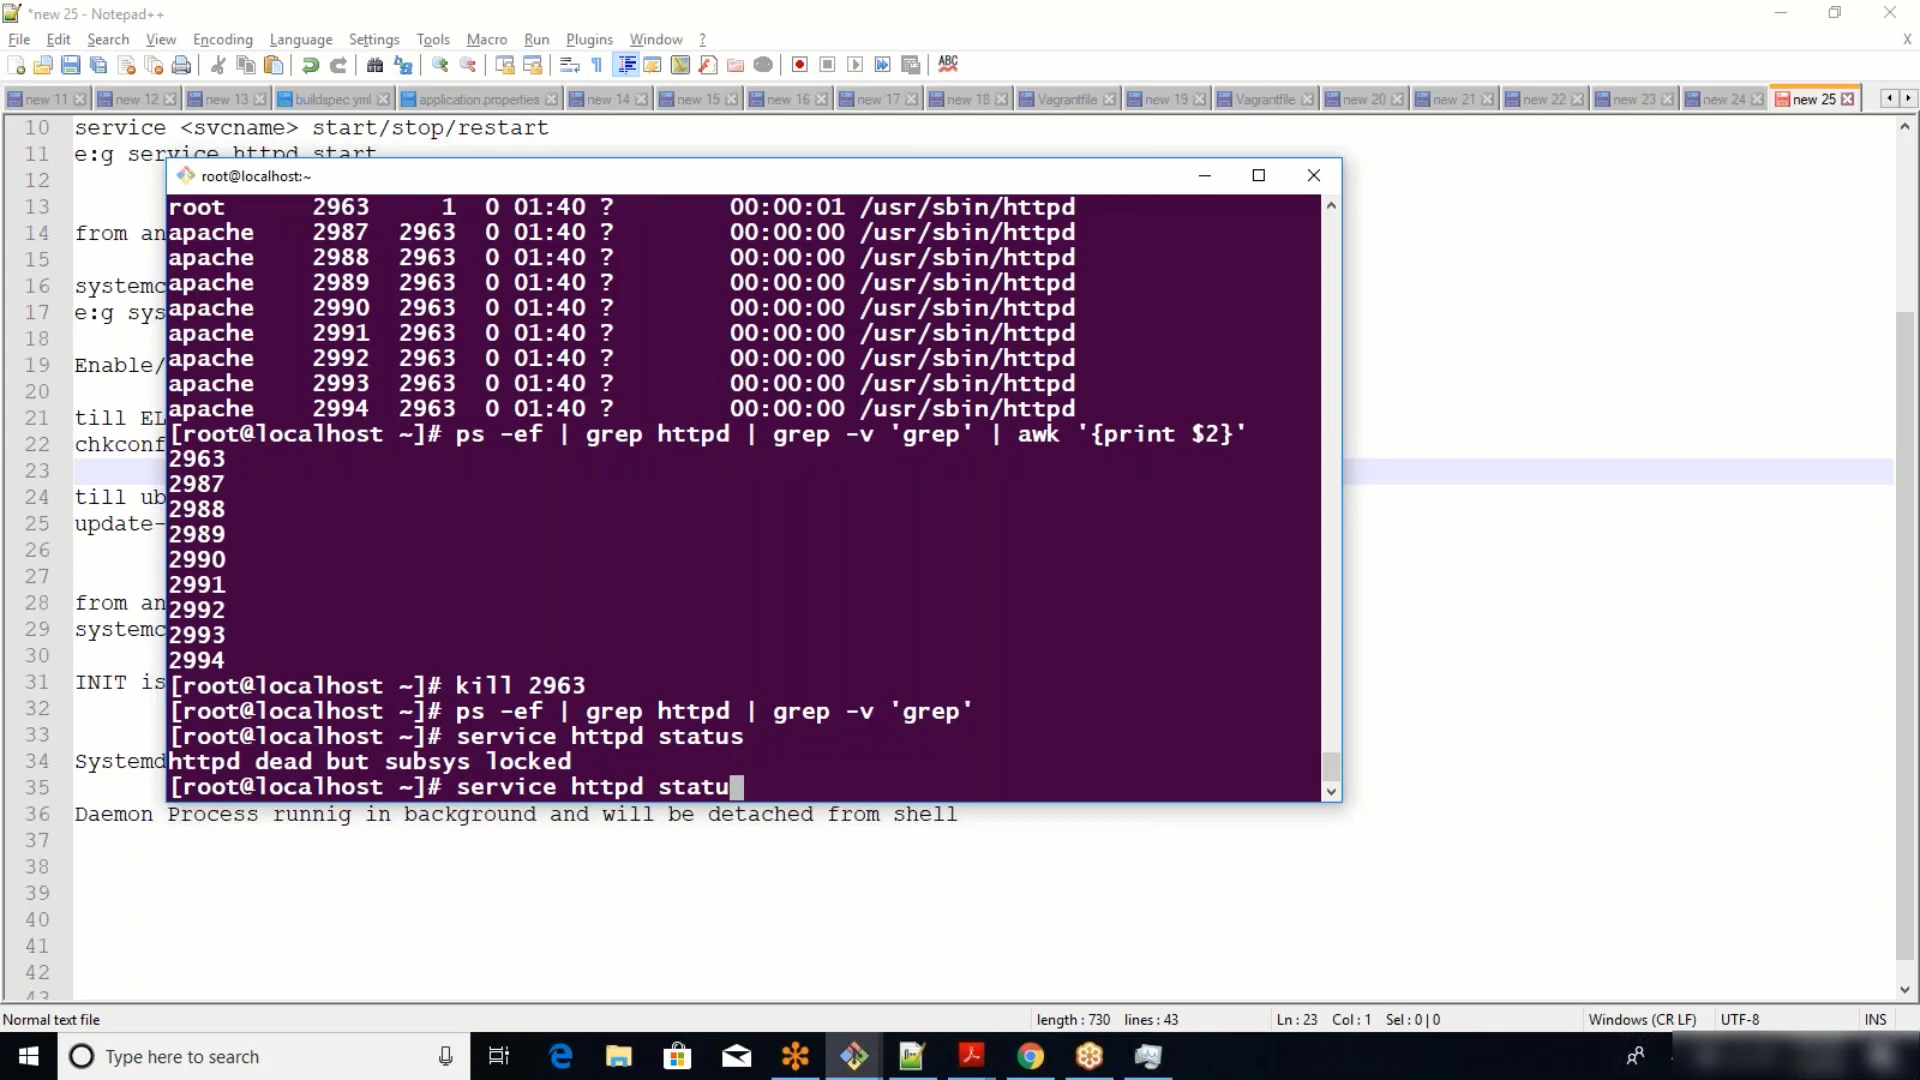 *new 25 - Notepad++
File Edit Search View Encoding Language Settings Tools Macro Run Plugins Window ? X
ABC
new 11 new 12 new 13 buildspec.yml application.properties new 14 new 15 new 16 new 17 new 18 Vagrantfile new 19 Vagrantfile new 20 new 21 new 22 new 23 new 24 new 25
10 service <svcname> start/stop/restart
11 e:g service httpd start
12
13
14 from an
15
16 systemc
17 e:g sys
18
19 Enable/
20
21 till EL
22 chkconf
23
24 till ub
25 update-
26
27
28 from an
29 systemc
30
31 INIT is
32
33
34 Systemd
35
36 Daemon Process runnig in background and will be detached from shell
37
38
39
40
41
42
43
root@localhost:~
root 2963 1 0 01:40 ? 00:00:01 /usr/sbin/httpd
apache 2987 2963 0 01:40 ? 00:00:00 /usr/sbin/httpd
apache 2988 2963 0 01:40 ? 00:00:00 /usr/sbin/httpd
apache 2989 2963 0 01:40 ? 00:00:00 /usr/sbin/httpd
apache 2990 2963 0 01:40 ? 00:00:00 /usr/sbin/httpd
apache 2991 2963 0 01:40 ? 00:00:00 /usr/sbin/httpd
apache 2992 2963 0 01:40 ? 00:00:00 /usr/sbin/httpd
apache 2993 2963 0 01:40 ? 00:00:00 /usr/sbin/httpd
apache 2994 2963 0 01:40 ? 00:00:00 /usr/sbin/httpd
[root@localhost ~]# ps -ef | grep httpd | grep -v 'grep' | awk '{print $2}'
2963
2987
2988
2989
2990
2991
2992
2993
2994
[root@localhost ~]# kill 2963
[root@localhost ~]# ps -ef | grep httpd | grep -v 'grep'
[root@localhost ~]# service httpd status
httpd dead but subsys locked
[root@localhost ~]# service httpd statu
Normal text file length : 730 lines : 43 Ln : 23 Col : 1 Sel : 0 | 0 Windows (CR LF) UTF-8 INS
Type here to search